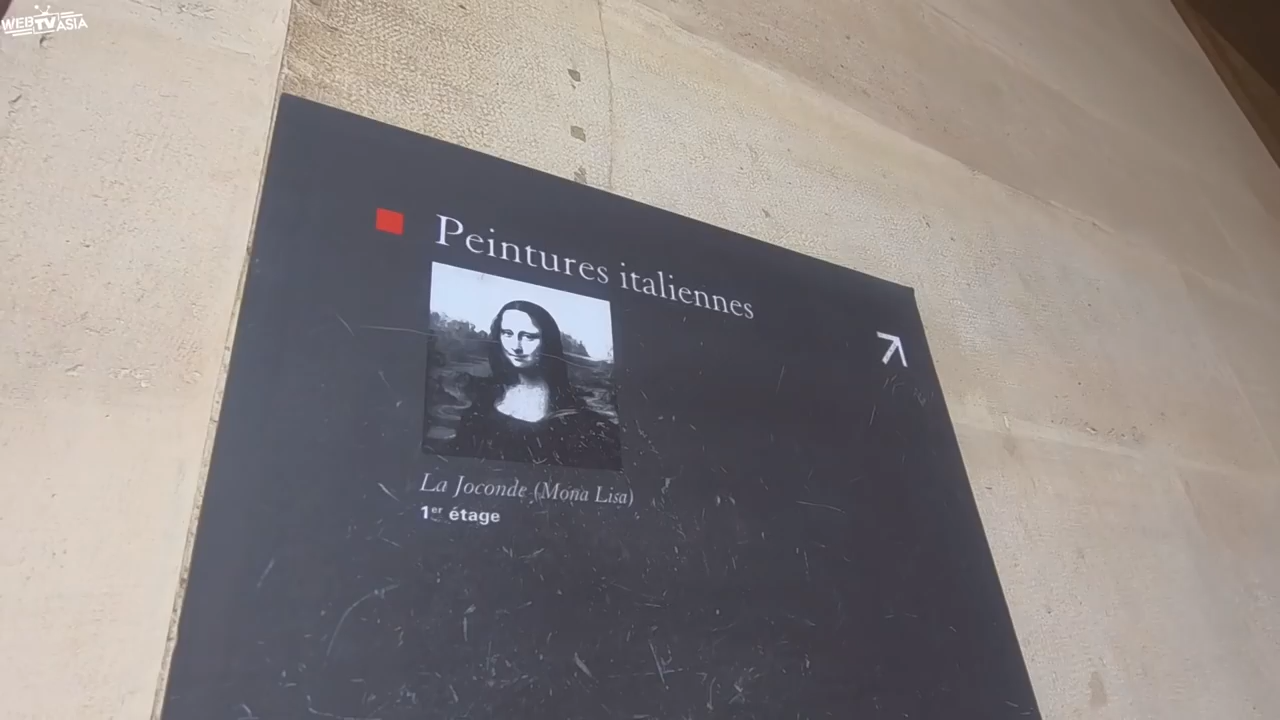 WEBTVASIA
Peintures italiennes
La Joconde (Mona Lisa)
1er étage